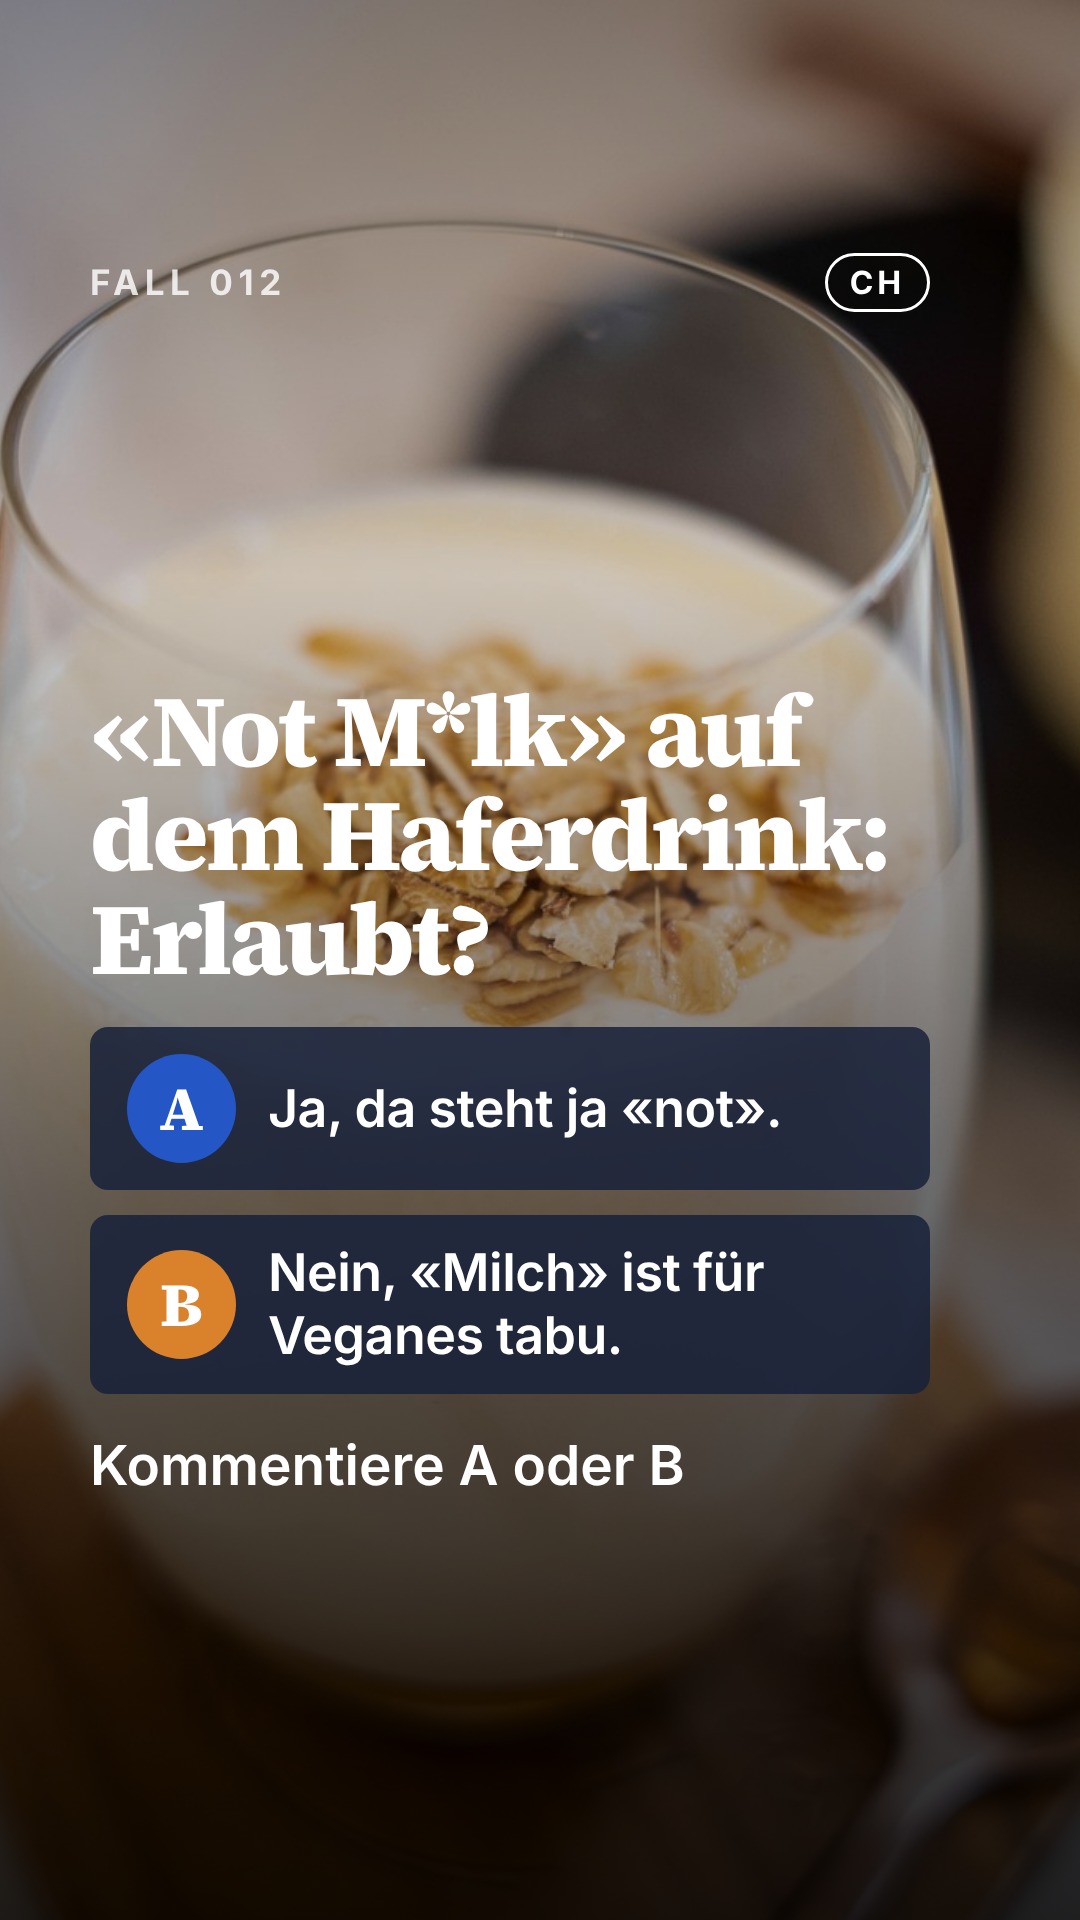 FALL 012
CH
«Not M*lk» auf
dem Haferdrink:
Erlaubt?
A
Ja, da steht ja «not».
B
Nein, «Milch» ist für
Veganes tabu.
Kommentiere A oder B